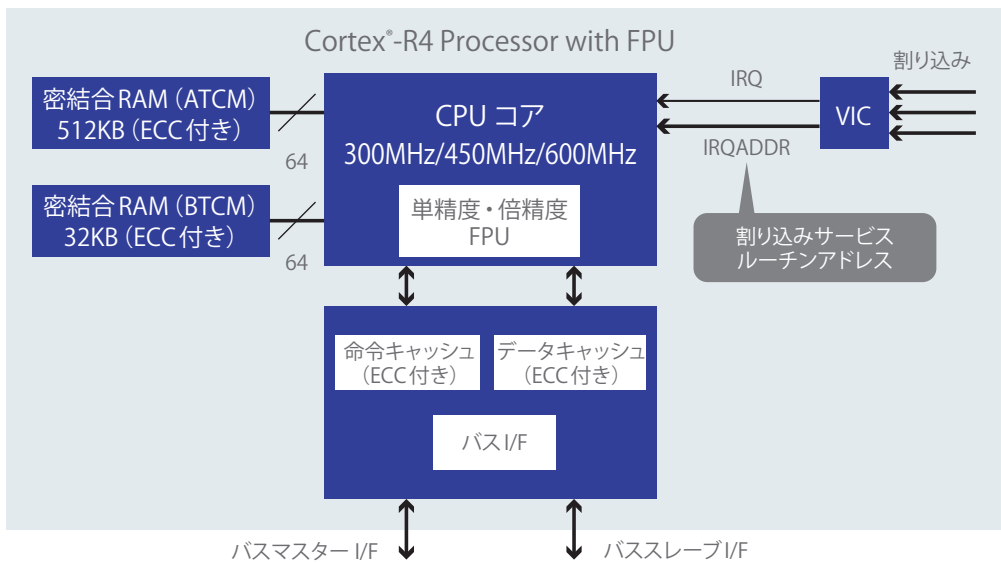 Cortex®-R4 Processor with FPU
密結合RAM（ATCM）
512KB（ECC付き）
64
密結合RAM（BTCM）
32KB（ECC付き）
64
CPU コア
300MHz/450MHz/600MHz
単精度・倍精度
FPU
IRQ
IRQADDR
VIC
割り込み
割り込みサービス
ルーチンアドレス
命令キャッシュ
（ECC付き）
データキャッシュ
（ECC付き）
バスI/F
バスマスター I/F
バススレーブI/F